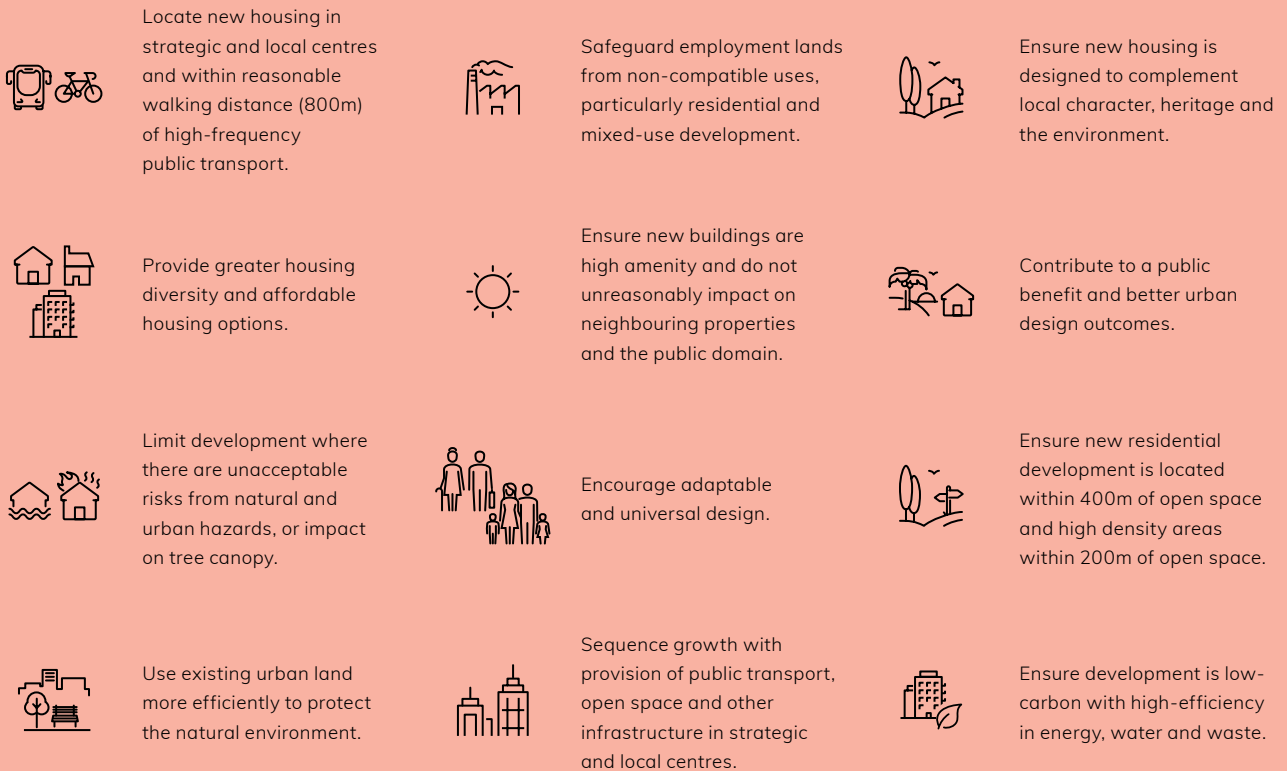 Locate new housing in
strategic and local centres
and within reasonable
walking distance (800m)
of high-frequency
public transport.
Safeguard employment lands
from non-compatible uses,
particularly residential and
mixed-use development.
Ensure new housing is
designed to complement
local character, heritage and
the environment.
Provide greater housing
diversity and affordable
housing options.
Ensure new buildings are
high amenity and do not
unreasonably impact on
neighbouring properties
and the public domain.
Contribute to a public
benefit and better urban
design outcomes.
Limit development where
there are unacceptable
risks from natural and
urban hazards, or impact
on tree canopy.
Encourage adaptable
and universal design.
Ensure new residential
development is located
within 400m of open space
and high density areas
within 200m of open space.
Use existing urban land
more efficiently to protect
the natural environment.
Sequence growth with
provision of public transport,
open space and other
infrastructure in strategic
and local centres.
Ensure development is low-
carbon with high-efficiency
in energy, water and waste.